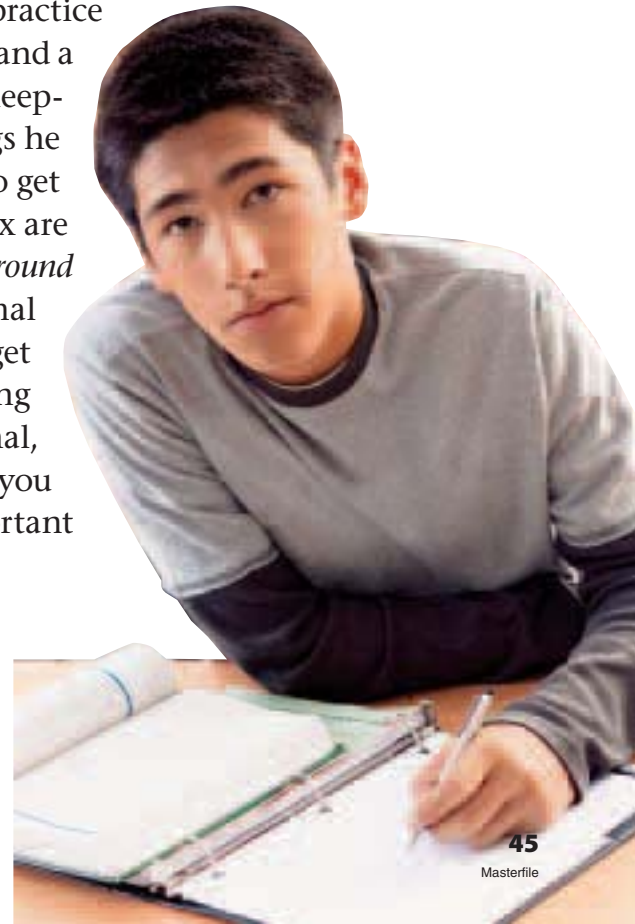 practice
and a
eep-
gs he
o get
x are
round
nal
get
ng
nal,
you
rtant
45
Masterfile